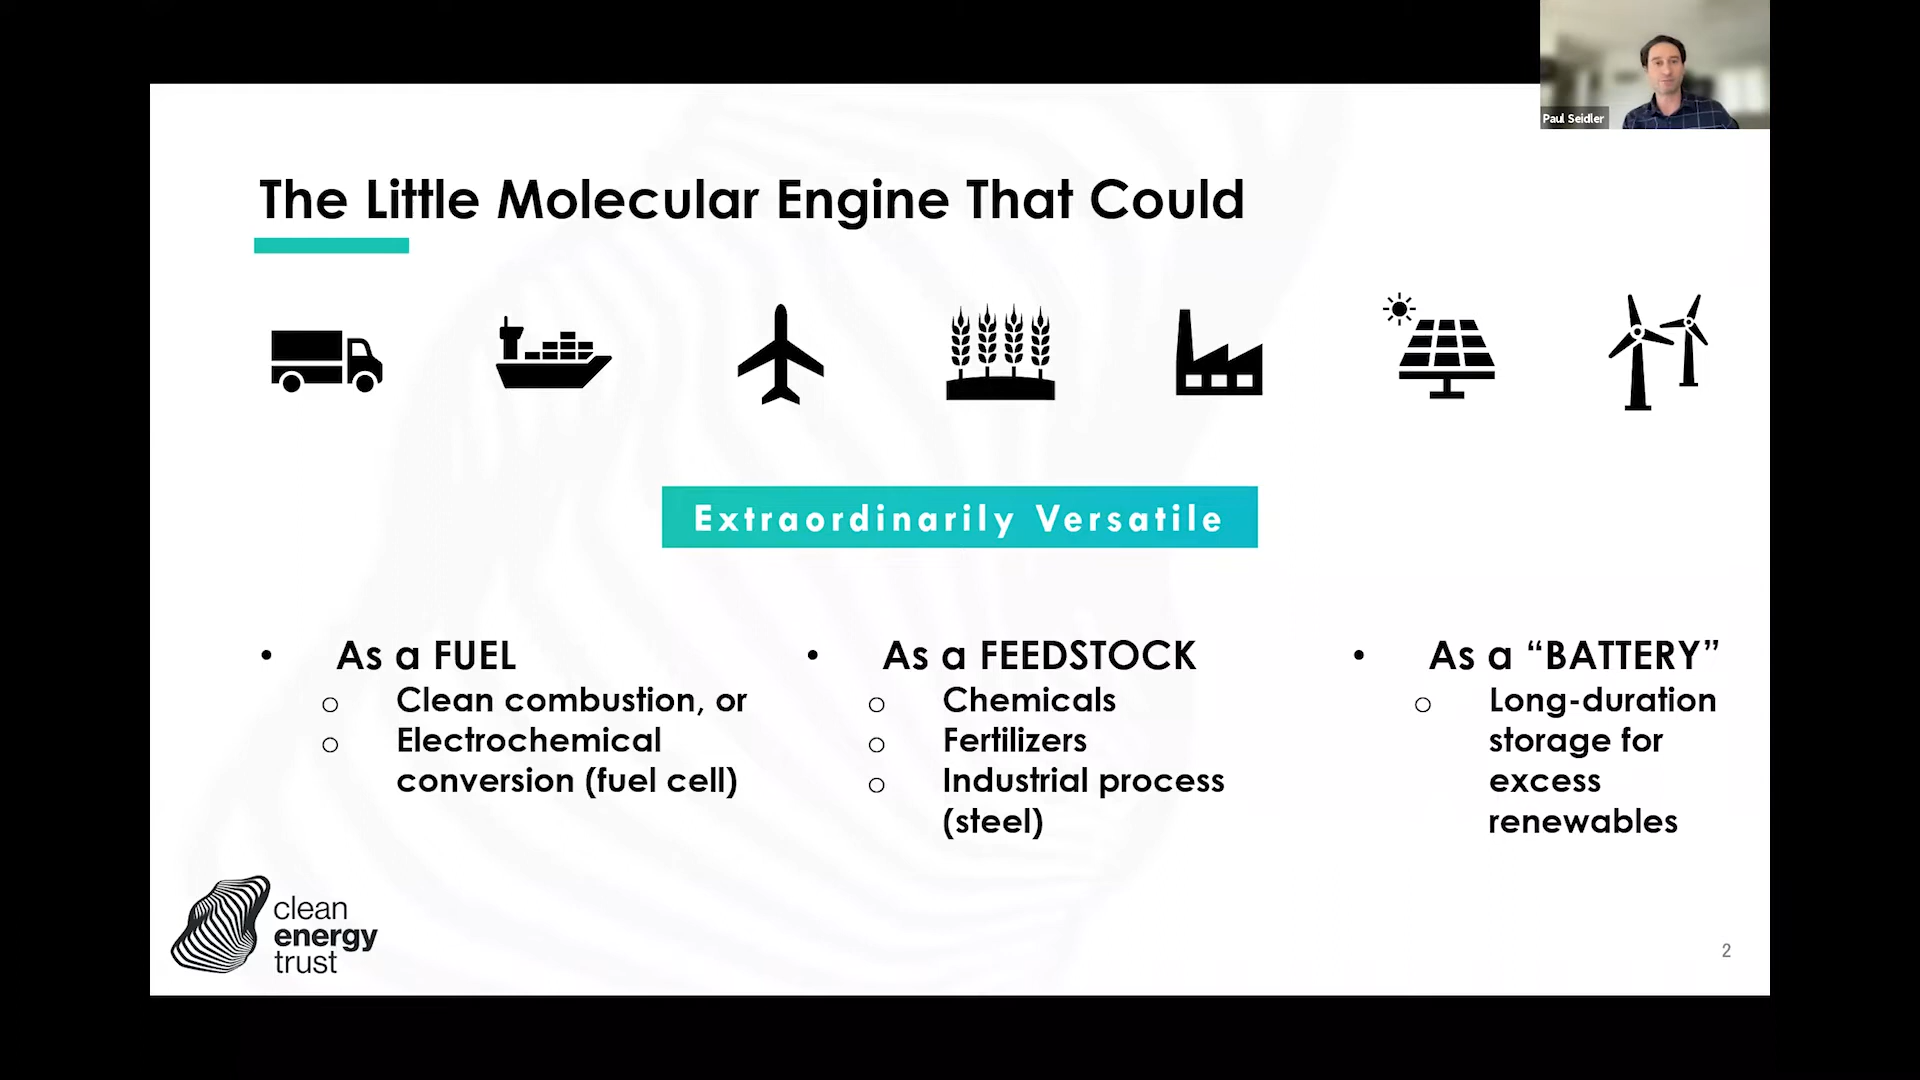 Paul Seidler
The Little Molecular Engine That Could
Extraordinarily Versatile
• As a FUEL
o Clean combustion, or
o Electrochemical
conversion (fuel cell)
• As a FEEDSTOCK
o Chemicals
o Fertilizers
o Industrial process
(steel)
• As a “BATTERY”
o Long-duration
storage for
excess
renewables
clean
energy
trust
2